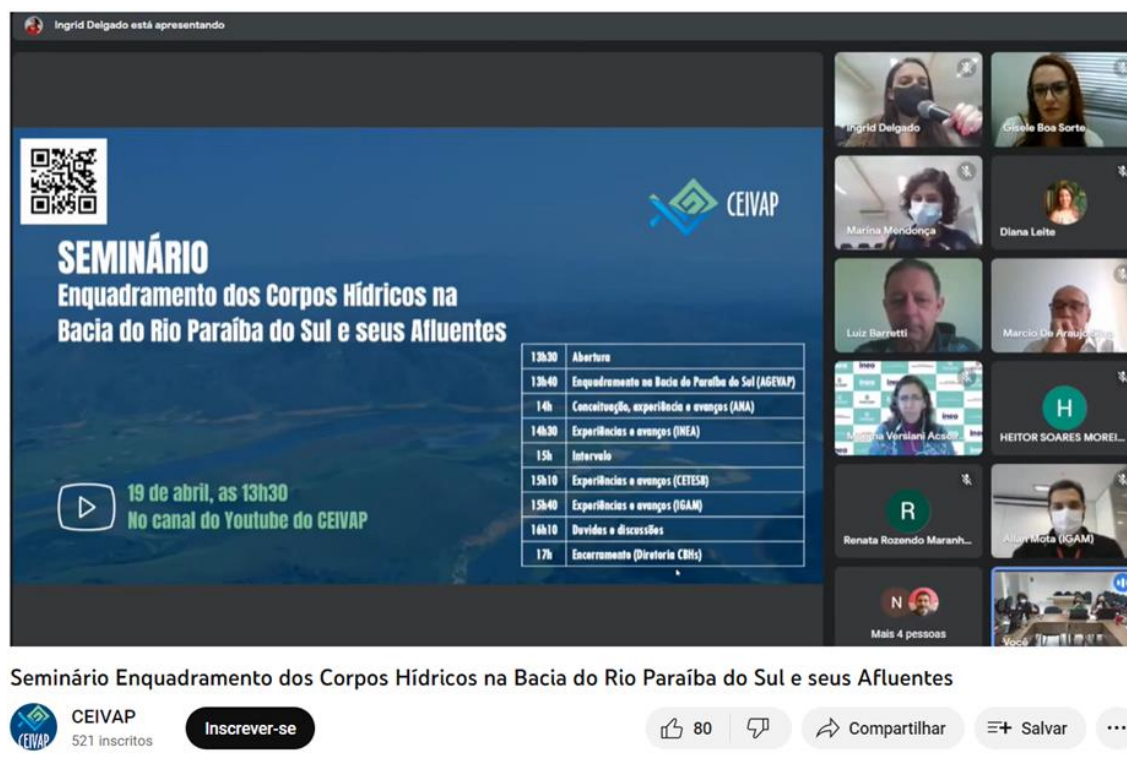 Ingrid Delgado está apresentando
CEIVAP
SEMINÁRIO
Enquadramento dos Corpos Hídricos na
Bacia do Rio Paraíba do Sul e seus Afluentes
13h30 Abertura
13h40 Enquadramento na Bacia do Paraíba do Sul (AGEVAP)
14h Conceituação, experiência e avanços (ANA)
14h30 Experiências e avanços (INEA)
15h Intervalo
15h10 Experiências e avanços (CETESB)
15h40 Experiências e avanços (IGAM)
16h10 Duvidas e discussões
17h Encerramento (Diretoria CBHs)
19 de abril, as 13h30
No canal do Youtube do CEIVAP
Ingrid Delgado
Gisele Boa Sorte
Marina Mendonça
Diana Leite
Luiz Barretti
Marcio De Araujo
inea
Versiani
H
HEITOR SOARES MOREI...
R
Renata Rozendo Maranh...
Allan Mota (IGAM)
N
Mais 4 pessoas
Você
Seminário Enquadramento dos Corpos Hídricos na Bacia do Rio Paraíba do Sul e seus Afluentes
CEIVAP
CEIVAP
521 inscritos
Inscrever-se
80
Compartilhar
Salvar